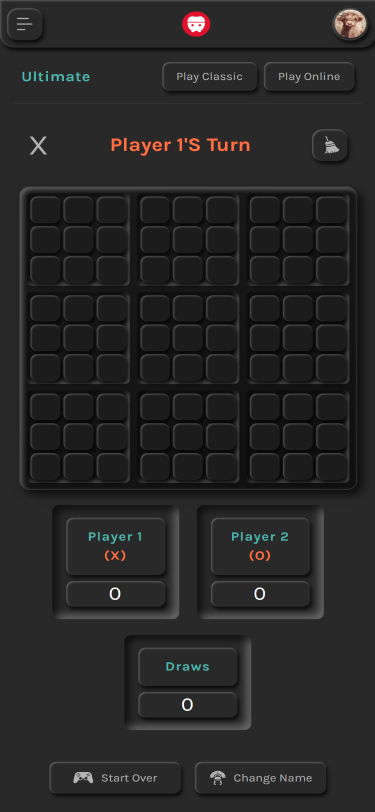 Ultimate
Play Classic
Play Online
X
Player 1'S Turn
Player 1
(X)
0
Player 2
(O)
0
Draws
0
Start Over
Change Name